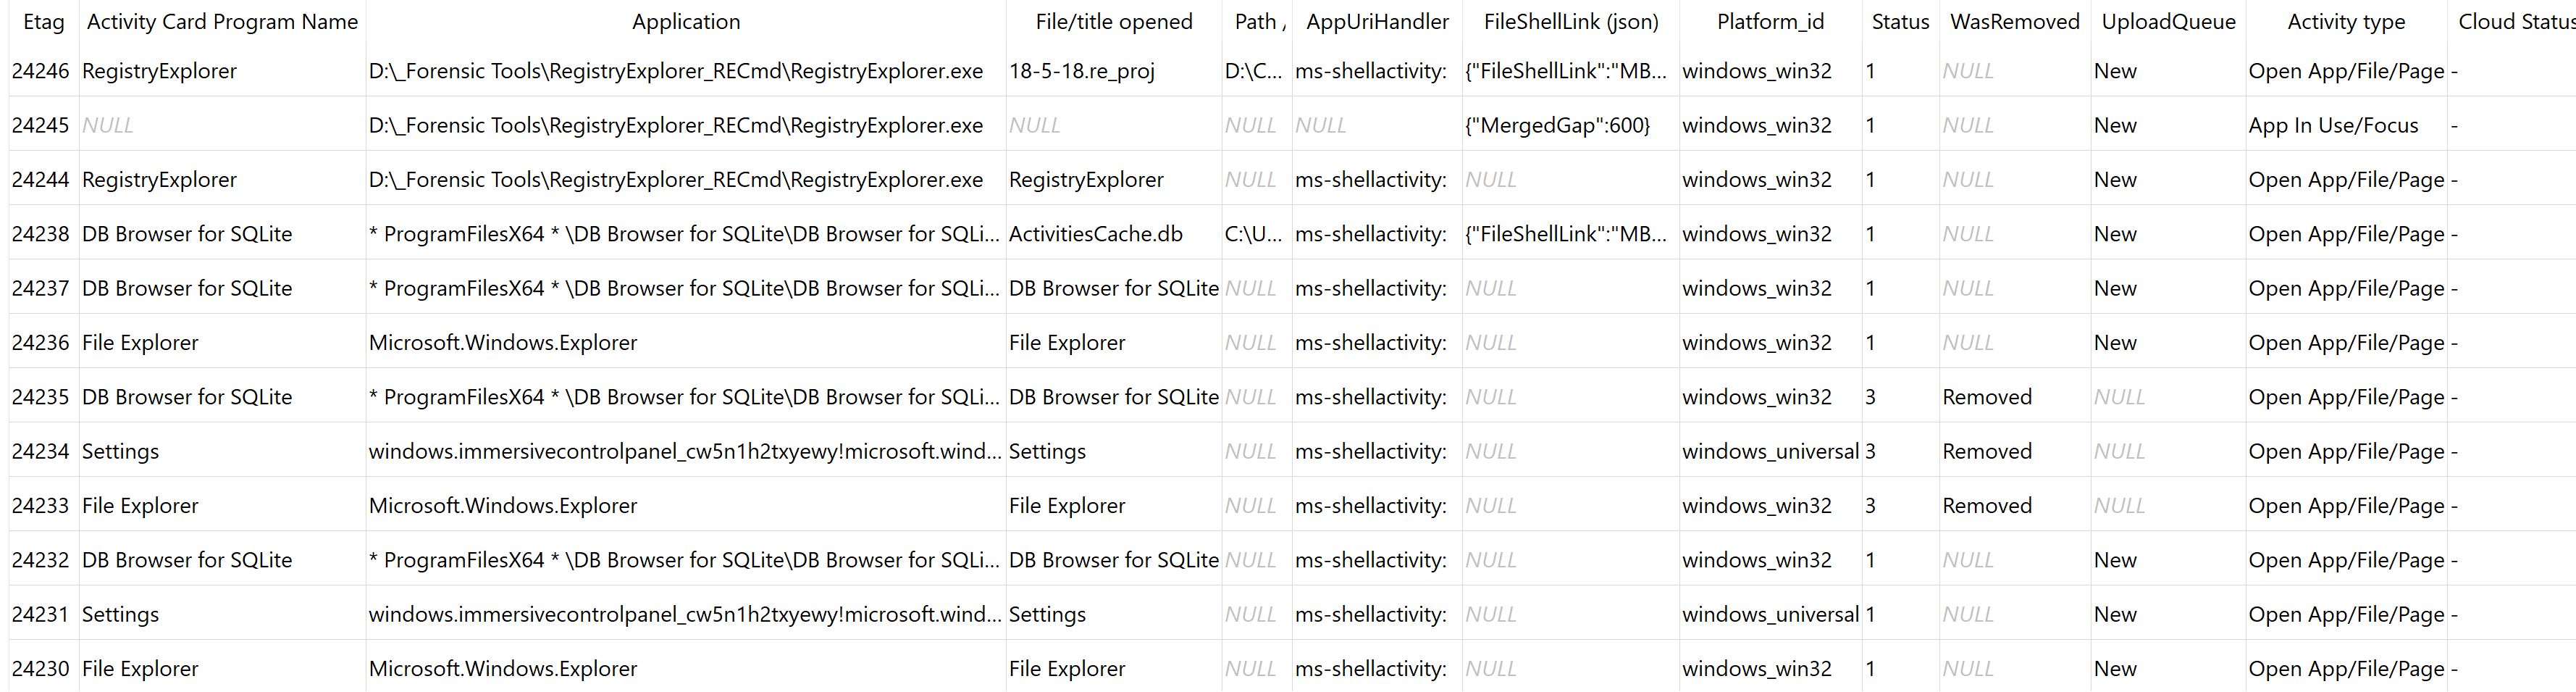 Etag Activity Card Program Name Application File/title opened Path / AppUriHandler FileShellLink (json) Platform_id Status WasRemoved UploadQueue Activity type Cloud Status
24246 RegistryExplorer D:\_Forensic Tools\RegistryExplorer_RECmd\RegistryExplorer.exe 18-5-18.re_proj D:\C... ms-shellactivity: {"FileShellLink":"MB... windows_win32 1 NULL New Open App/File/Page -
24245 NULL D:\_Forensic Tools\RegistryExplorer_RECmd\RegistryExplorer.exe NULL NULL NULL {"MergedGap":600} windows_win32 1 NULL New App In Use/Focus -
24244 RegistryExplorer D:\_Forensic Tools\RegistryExplorer_RECmd\RegistryExplorer.exe RegistryExplorer NULL ms-shellactivity: NULL windows_win32 1 NULL New Open App/File/Page -
24238 DB Browser for SQLite * ProgramFilesX64 * \DB Browser for SQLite\DB Browser for SQLi... ActivitiesCache.db C:\U... ms-shellactivity: {"FileShellLink":"MB... windows_win32 1 NULL New Open App/File/Page -
24237 DB Browser for SQLite * ProgramFilesX64 * \DB Browser for SQLite\DB Browser for SQLi... DB Browser for SQLite NULL ms-shellactivity: NULL windows_win32 1 NULL New Open App/File/Page -
24236 File Explorer Microsoft.Windows.Explorer File Explorer NULL ms-shellactivity: NULL windows_win32 1 NULL New Open App/File/Page -
24235 DB Browser for SQLite * ProgramFilesX64 * \DB Browser for SQLite\DB Browser for SQLi... DB Browser for SQLite NULL ms-shellactivity: NULL windows_win32 3 Removed NULL Open App/File/Page -
24234 Settings windows.immersivecontrolpanel_cw5n1h2txyewy!microsoft.wind... Settings NULL ms-shellactivity: NULL windows_universal 3 Removed NULL Open App/File/Page -
24233 File Explorer Microsoft.Windows.Explorer File Explorer NULL ms-shellactivity: NULL windows_win32 3 Removed NULL Open App/File/Page -
24232 DB Browser for SQLite * ProgramFilesX64 * \DB Browser for SQLite\DB Browser for SQLi... DB Browser for SQLite NULL ms-shellactivity: NULL windows_win32 1 NULL New Open App/File/Page -
24231 Settings windows.immersivecontrolpanel_cw5n1h2txyewy!microsoft.wind... Settings NULL ms-shellactivity: NULL windows_universal 1 NULL New Open App/File/Page -
24230 File Explorer Microsoft.Windows.Explorer File Explorer NULL ms-shellactivity: NULL windows_win32 1 NULL New Open App/File/Page -